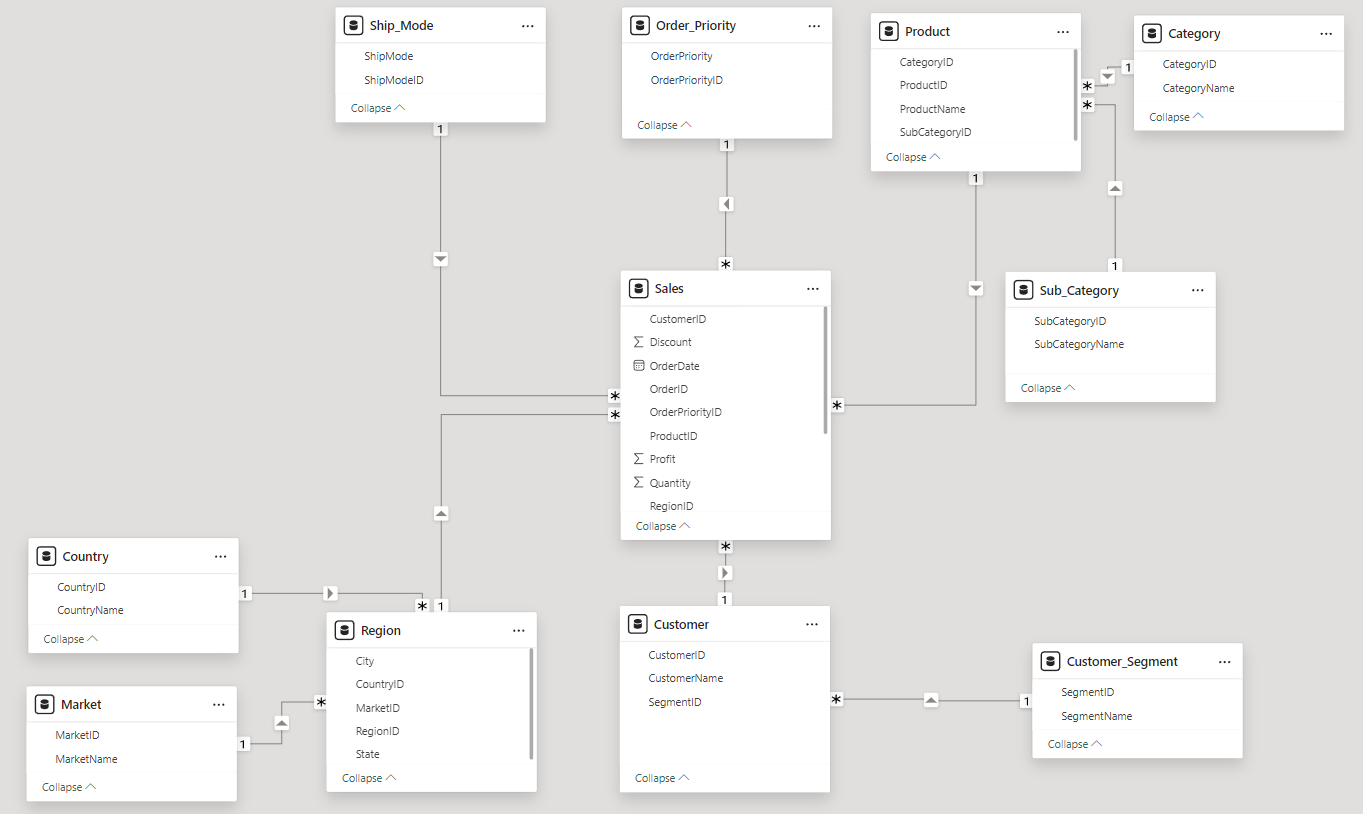 Ship_Mode
ShipMode
ShipModeID
Collapse
1
Order_Priority
OrderPriority
OrderPriorityID
Collapse
1
*
Product
CategoryID
ProductID
ProductName
SubCategoryID
Collapse
1
*
*
Category
CategoryID
CategoryName
Collapse
1
Sales
CustomerID
Discount
OrderDate
OrderID
OrderPriorityID
ProductID
Profit
Quantity
RegionID
Collapse
*
*
*
*
Sub_Category
SubCategoryID
SubCategoryName
Collapse
1
Country
CountryID
CountryName
Collapse
1
Region
City
CountryID
MarketID
RegionID
State
Collapse
*
1
*
Market
MarketID
MarketName
Collapse
1
Customer
CustomerID
CustomerName
SegmentID
Collapse
1
*
Customer_Segment
SegmentID
SegmentName
Collapse
1